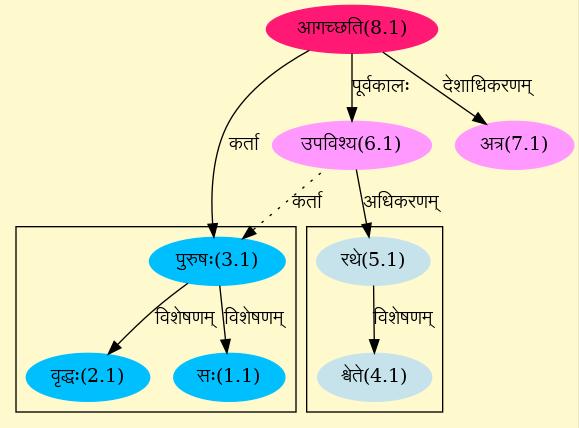 आगच्छति(8.1)
पूर्वकालः देशाधिकरणम्
कर्ता उपविश्य(6.1) अत्र(7.1)
कर्ता अधिकरणम्
पुरुषः(3.1) रथे(5.1)
विशेषणम् विशेषणम् विशेषणम्
वृद्धः(2.1) सः(1.1) श्वेते(4.1)